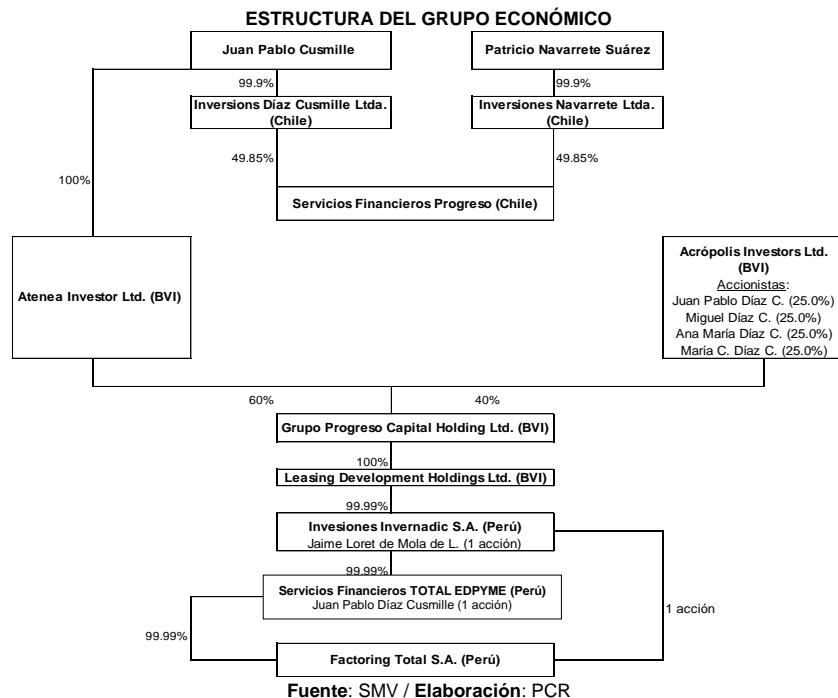 ESTRUCTURA DEL GRUPO ECONÓMICO
Juan Pablo Cusmille
Patricio Navarrete Suárez
99.9%
99.9%
Inversions Díaz Cusmille Ltda.
(Chile)
Inversiones Navarrete Ltda.
(Chile)
49.85%
49.85%
100%
Servicios Financieros Progreso (Chile)
Atenea Investor Ltd. (BVI)
Acrópolis Investors Ltd.
(BVI)
Accionistas:
Juan Pablo Díaz C. (25.0%)
Miguel Díaz C. (25.0%)
Ana María Díaz C. (25.0%)
María C. Díaz C. (25.0%)
60%
40%
Grupo Progreso Capital Holding Ltd. (BVI)
100%
Leasing Development Holdings Ltd. (BVI)
99.99%
Invesiones Invernadic S.A. (Perú)
Jaime Loret de Mola de L. (1 acción)
99.99%
Servicios Financieros TOTAL EDPYME (Perú)
Juan Pablo Díaz Cusmille (1 acción)
1 acción
99.99%
Factoring Total S.A. (Perú)
Fuente: SMV / Elaboración: PCR